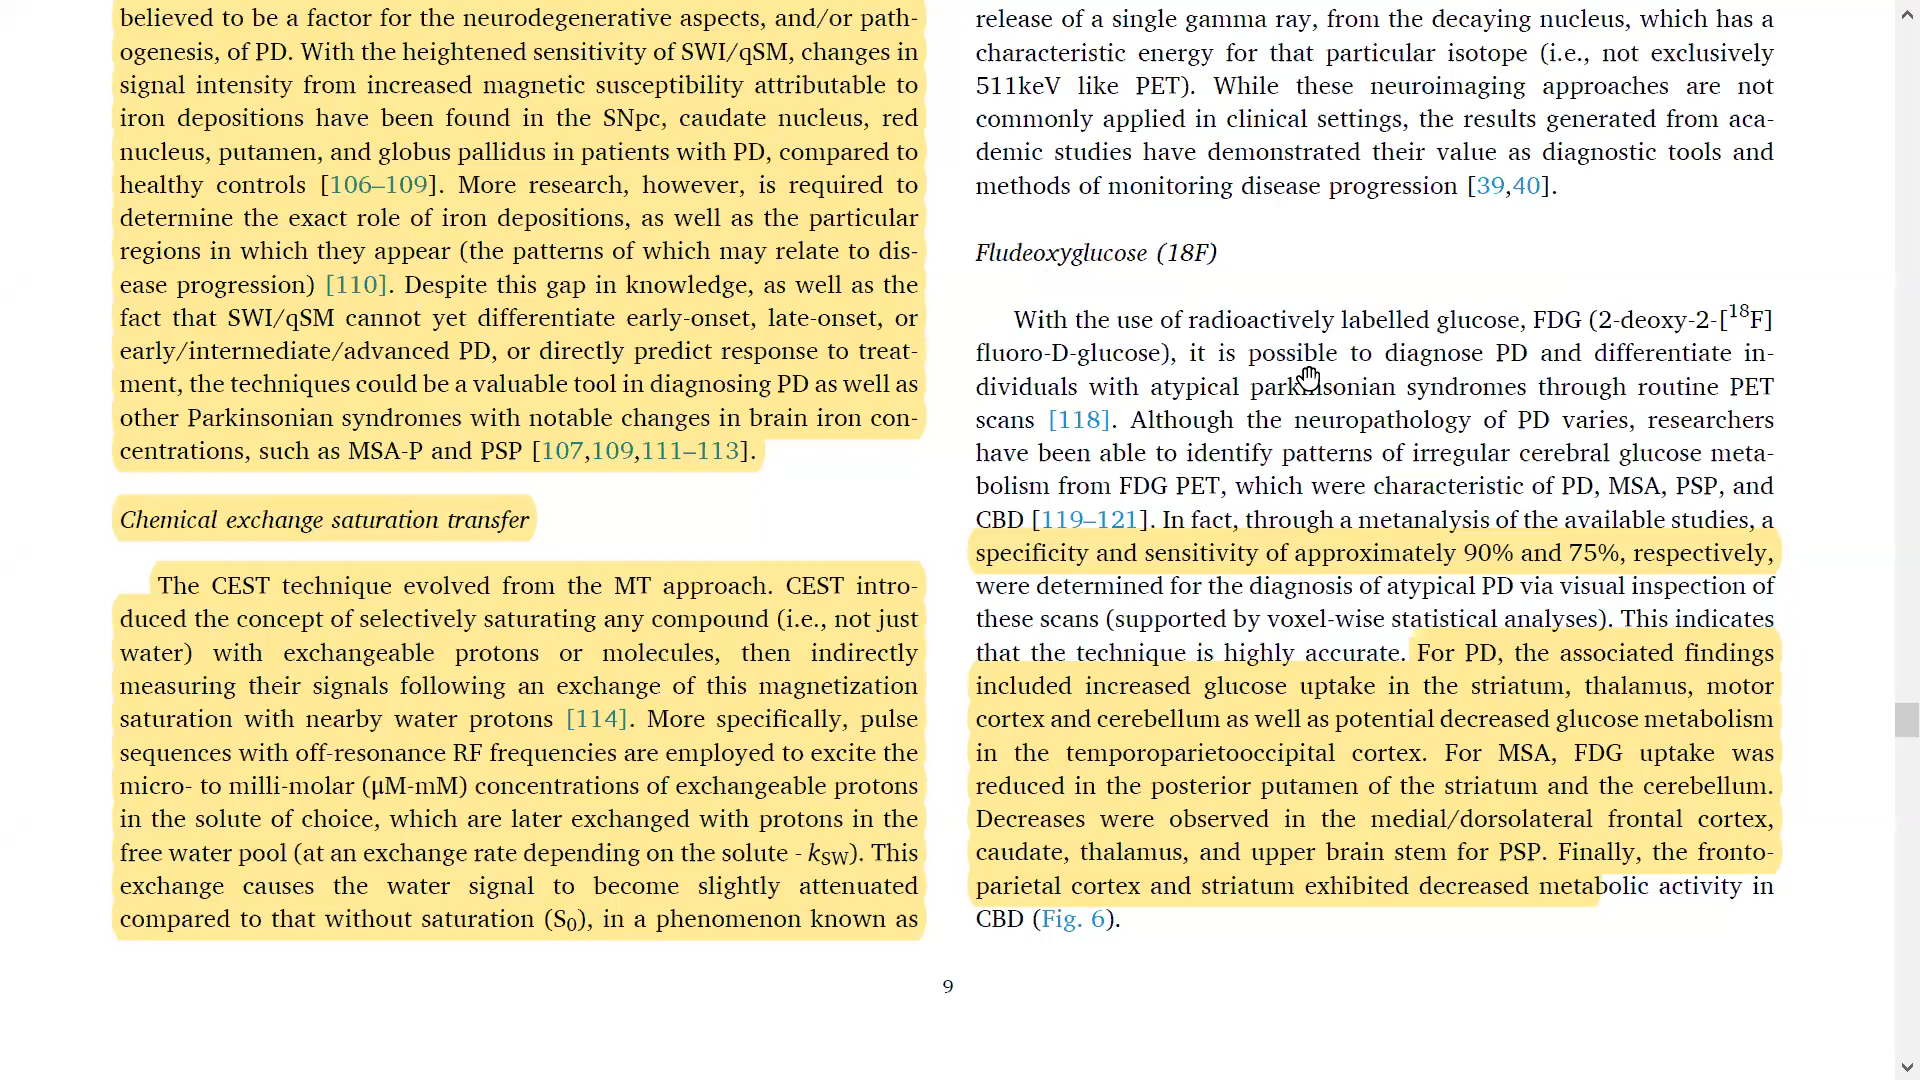 believed to be a factor for the neurodegenerative aspects, and/or path-
ogenesis, of PD. With the heightened sensitivity of SWI/qSM, changes in
signal intensity from increased magnetic susceptibility attributable to
iron depositions have been found in the SNpc, caudate nucleus, red
nucleus, putamen, and globus pallidus in patients with PD, compared to
healthy controls [106–109]. More research, however, is required to
determine the exact role of iron depositions, as well as the particular
regions in which they appear (the patterns of which may relate to dis-
ease progression) [110]. Despite this gap in knowledge, as well as the
fact that SWI/qSM cannot yet differentiate early-onset, late-onset, or
early/intermediate/advanced PD, or directly predict response to treat-
ment, the techniques could be a valuable tool in diagnosing PD as well as
other Parkinsonian syndromes with notable changes in brain iron con-
centrations, such as MSA-P and PSP [107,109,111–113].
Chemical exchange saturation transfer
The CEST technique evolved from the MT approach. CEST intro-
duced the concept of selectively saturating any compound (i.e., not just
water) with exchangeable protons or molecules, then indirectly
measuring their signals following an exchange of this magnetization
saturation with nearby water protons [114]. More specifically, pulse
sequences with off-resonance RF frequencies are employed to excite the
micro- to milli-molar (μM-mM) concentrations of exchangeable protons
in the solute of choice, which are later exchanged with protons in the
free water pool (at an exchange rate depending on the solute - kSW). This
exchange causes the water signal to become slightly attenuated
compared to that without saturation (S0), in a phenomenon known as
release of a single gamma ray, from the decaying nucleus, which has a
characteristic energy for that particular isotope (i.e., not exclusively
511keV like PET). While these neuroimaging approaches are not
commonly applied in clinical settings, the results generated from aca-
demic studies have demonstrated their value as diagnostic tools and
methods of monitoring disease progression [39,40].
Fludeoxyglucose (18F)
With the use of radioactively labelled glucose, FDG (2-deoxy-2-[18F]
fluoro-D-glucose), it is possible to diagnose PD and differentiate in-
dividuals with atypical parkinsonian syndromes through routine PET
scans [118]. Although the neuropathology of PD varies, researchers
have been able to identify patterns of irregular cerebral glucose meta-
bolism from FDG PET, which were characteristic of PD, MSA, PSP, and
CBD [119–121]. In fact, through a metanalysis of the available studies, a
specificity and sensitivity of approximately 90% and 75%, respectively,
were determined for the diagnosis of atypical PD via visual inspection of
these scans (supported by voxel-wise statistical analyses). This indicates
that the technique is highly accurate. For PD, the associated findings
included increased glucose uptake in the striatum, thalamus, motor
cortex and cerebellum as well as potential decreased glucose metabolism
in the temporoparietooccipital cortex. For MSA, FDG uptake was
reduced in the posterior putamen of the striatum and the cerebellum.
Decreases were observed in the medial/dorsolateral frontal cortex,
caudate, thalamus, and upper brain stem for PSP. Finally, the fronto-
parietal cortex and striatum exhibited decreased metabolic activity in
CBD (Fig. 6).
9